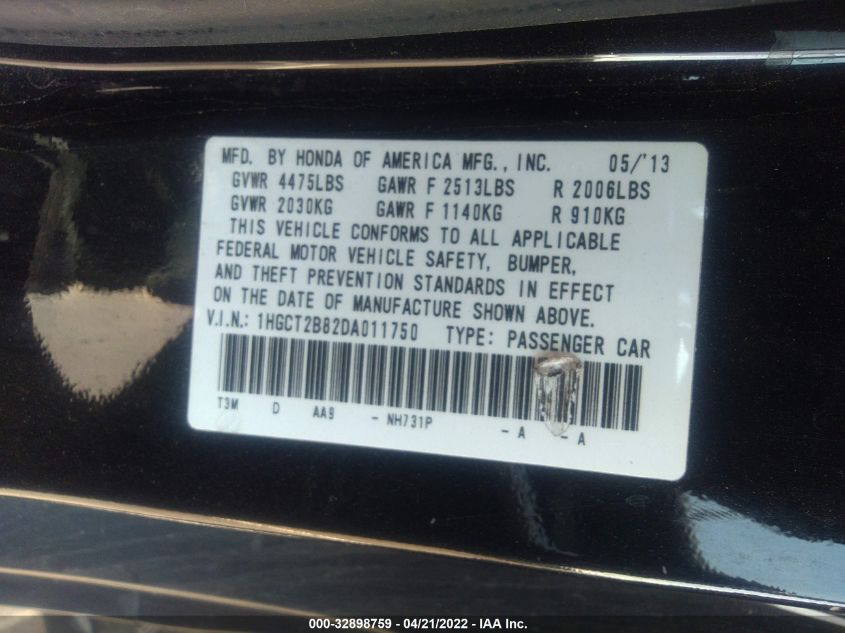 MFD. BY HONDA OF AMERICA MFG., INC. 05/'13
GVWR 4475LBS GAWR F 2513LBS R 2006LBS
GVWR 2030KG GAWR F 1140KG R 910KG
THIS VEHICLE CONFORMS TO ALL APPLICABLE
FEDERAL MOTOR VEHICLE SAFETY, BUMPER,
AND THEFT PREVENTION STANDARDS IN EFFECT
ON THE DATE OF MANUFACTURE SHOWN ABOVE.
V.I.N.: 1HGCT2B82DA011750 TYPE: PASSENGER CAR
T3M D AA9 - NH731P - A - A
000-32898759 - 04/21/2022 - IAA Inc.